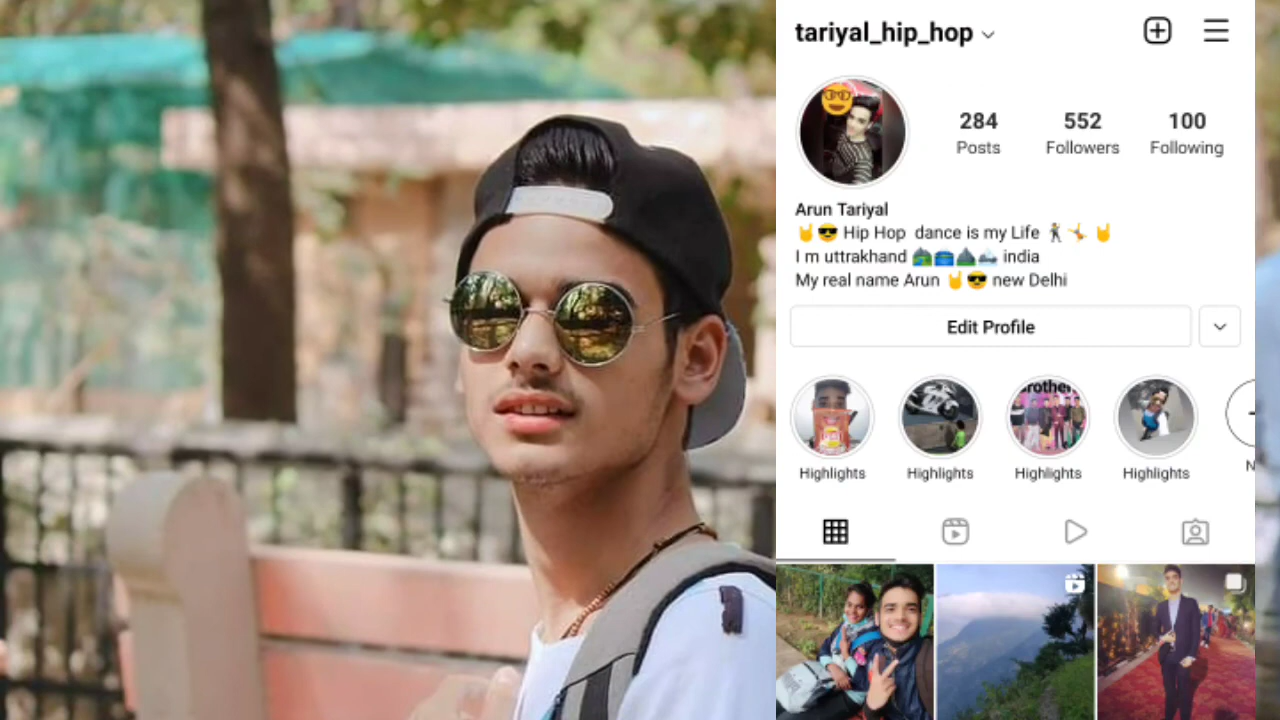 tariyal_hip_hop
284 552 100
Posts Followers Following
Arun Tariyal
🤘😎 Hip Hop dance is my Life 🕺🤸 🤘
I m uttrakhand 🏞️🌅⛰️🏔️ india
My real name Arun 🤘😎 new Delhi
Edit Profile
rother
Highlights Highlights Highlights Highlights N